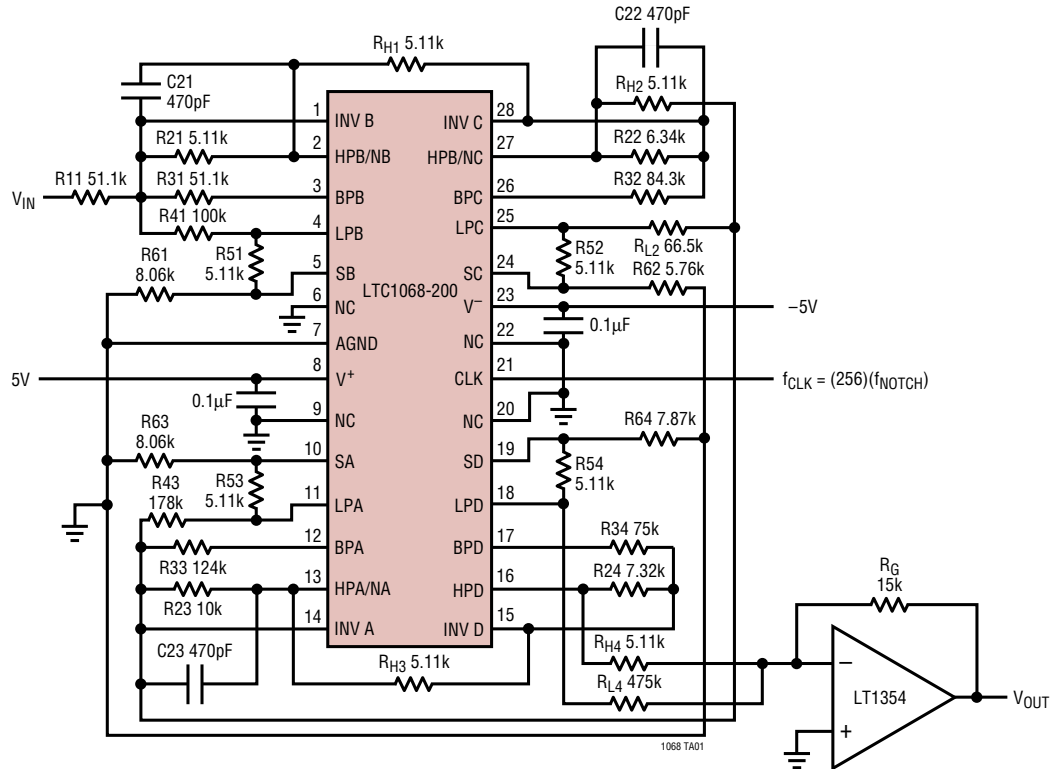 C22 470pF
RH1 5.11k
C21
470pF
RH2 5.11k
1
INV B
INV C
28
R21 5.11k
2
HPB/NB
HPB/NC
27
R22 6.34k
R11 51.1k
R31 51.1k
3
BPB
BPC
26
R32 84.3k
VIN
R41 100k
4
LPB
LPC
25
RL2 66.5k
R61
8.06k
R51
5.11k
R52
5.11k
R62 5.76k
5
SB
SC
24
LTC1068-200
6
NC
V–
23
–5V
0.1µF
7
AGND
NC
22
5V
8
V+
CLK
21
fCLK = (256)(fNOTCH)
0.1µF
9
NC
NC
20
R63
8.06k
R64 7.87k
10
SA
SD
19
R43
178k
R53
5.11k
R54
5.11k
11
LPA
LPD
18
12
BPA
BPD
17
R34 75k
R33 124k
13
HPA/NA
HPD
16
R24 7.32k
R23 10k
14
INV A
INV D
15
RG
15k
C23 470pF
RH3 5.11k
RH4 5.11k
RL4 475k
–
LT1354
+
VOUT
1068 TA01